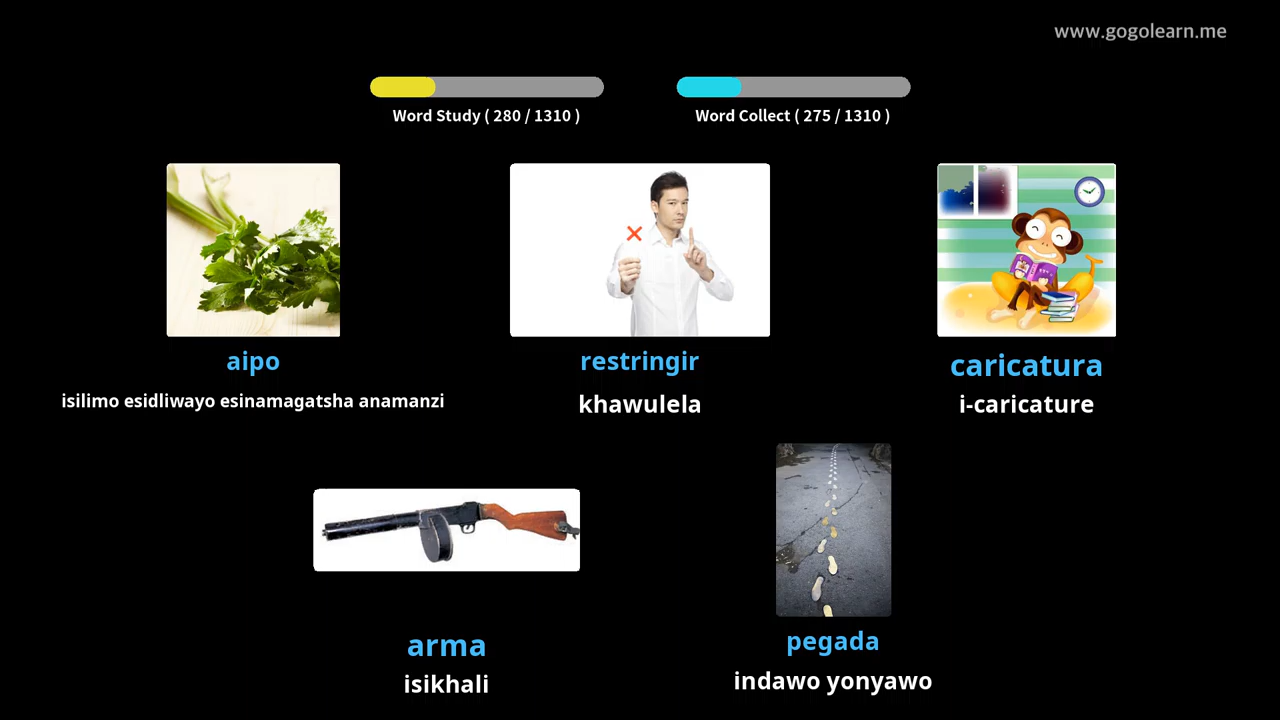 www.gogolearn.me
Word Study ( 280 / 1310 )
Word Collect ( 275 / 1310 )
aipo
isilimo esidliwayo esinamagatsha anamanzi
restringir
khawulela
caricatura
i-caricature
arma
isikhali
pegada
indawo yonyawo